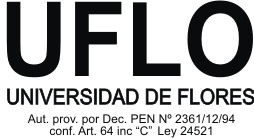 UFLO
UNIVERSIDAD DE FLORES
Aut. prov. por Dec. PEN Nº 2361/12/94
conf. Art. 64 inc “C” Ley 24521